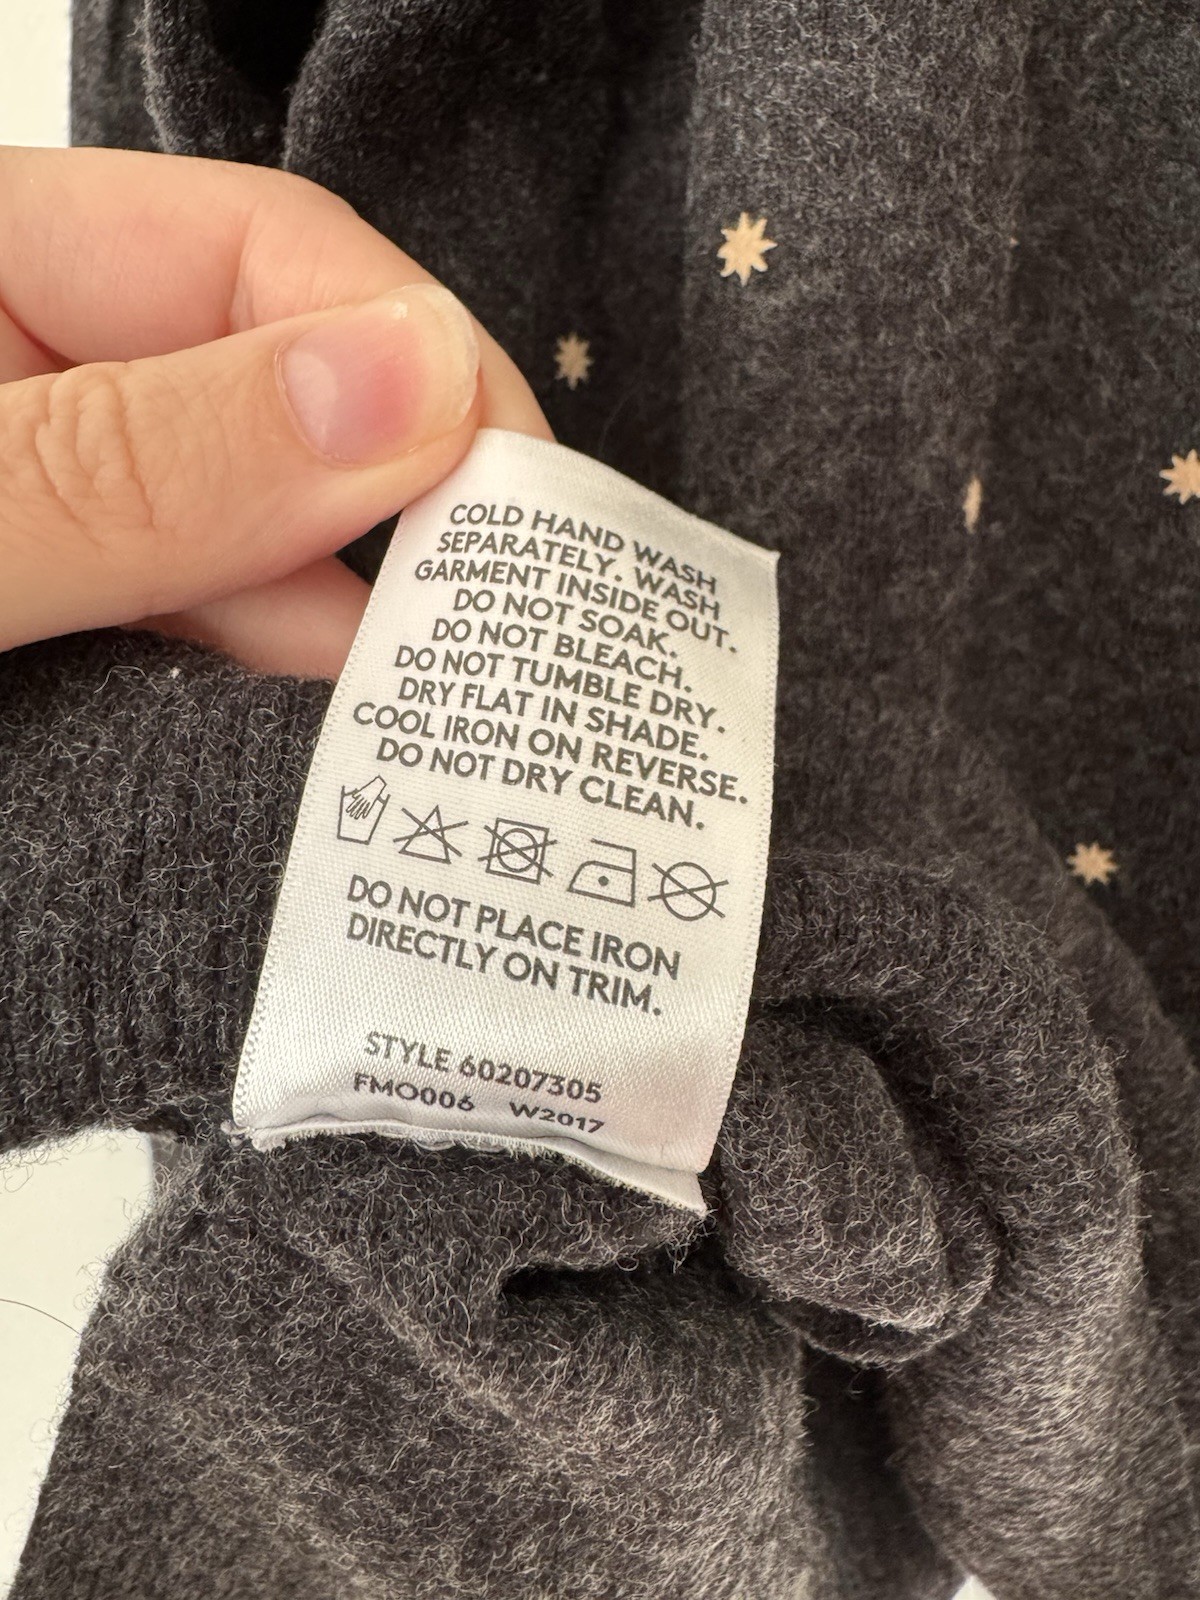 COLD HAND WASH
SEPARATELY. WASH
GARMENT INSIDE OUT.
DO NOT SOAK.
DO NOT BLEACH.
DO NOT TUMBLE DRY.
DRY FLAT IN SHADE.
COOL IRON ON REVERSE.
DO NOT DRY CLEAN.
DO NOT PLACE IRON
DIRECTLY ON TRIM.
STYLE 60207305
FMO006 W2017